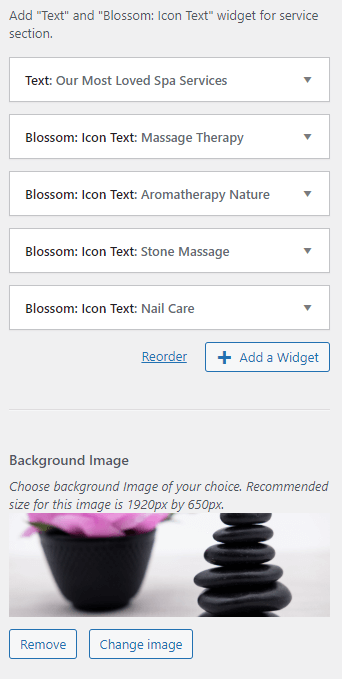 Add "Text" and "Blossom: Icon Text" widget for service
section.
Text: Our Most Loved Spa Services
Blossom: Icon Text: Massage Therapy
Blossom: Icon Text: Aromatherapy Nature
Blossom: Icon Text: Stone Massage
Blossom: Icon Text: Nail Care
Reorder
Add a Widget
Background Image
Choose background Image of your choice. Recommended
size for this image is 1920px by 650px.
Remove
Change image